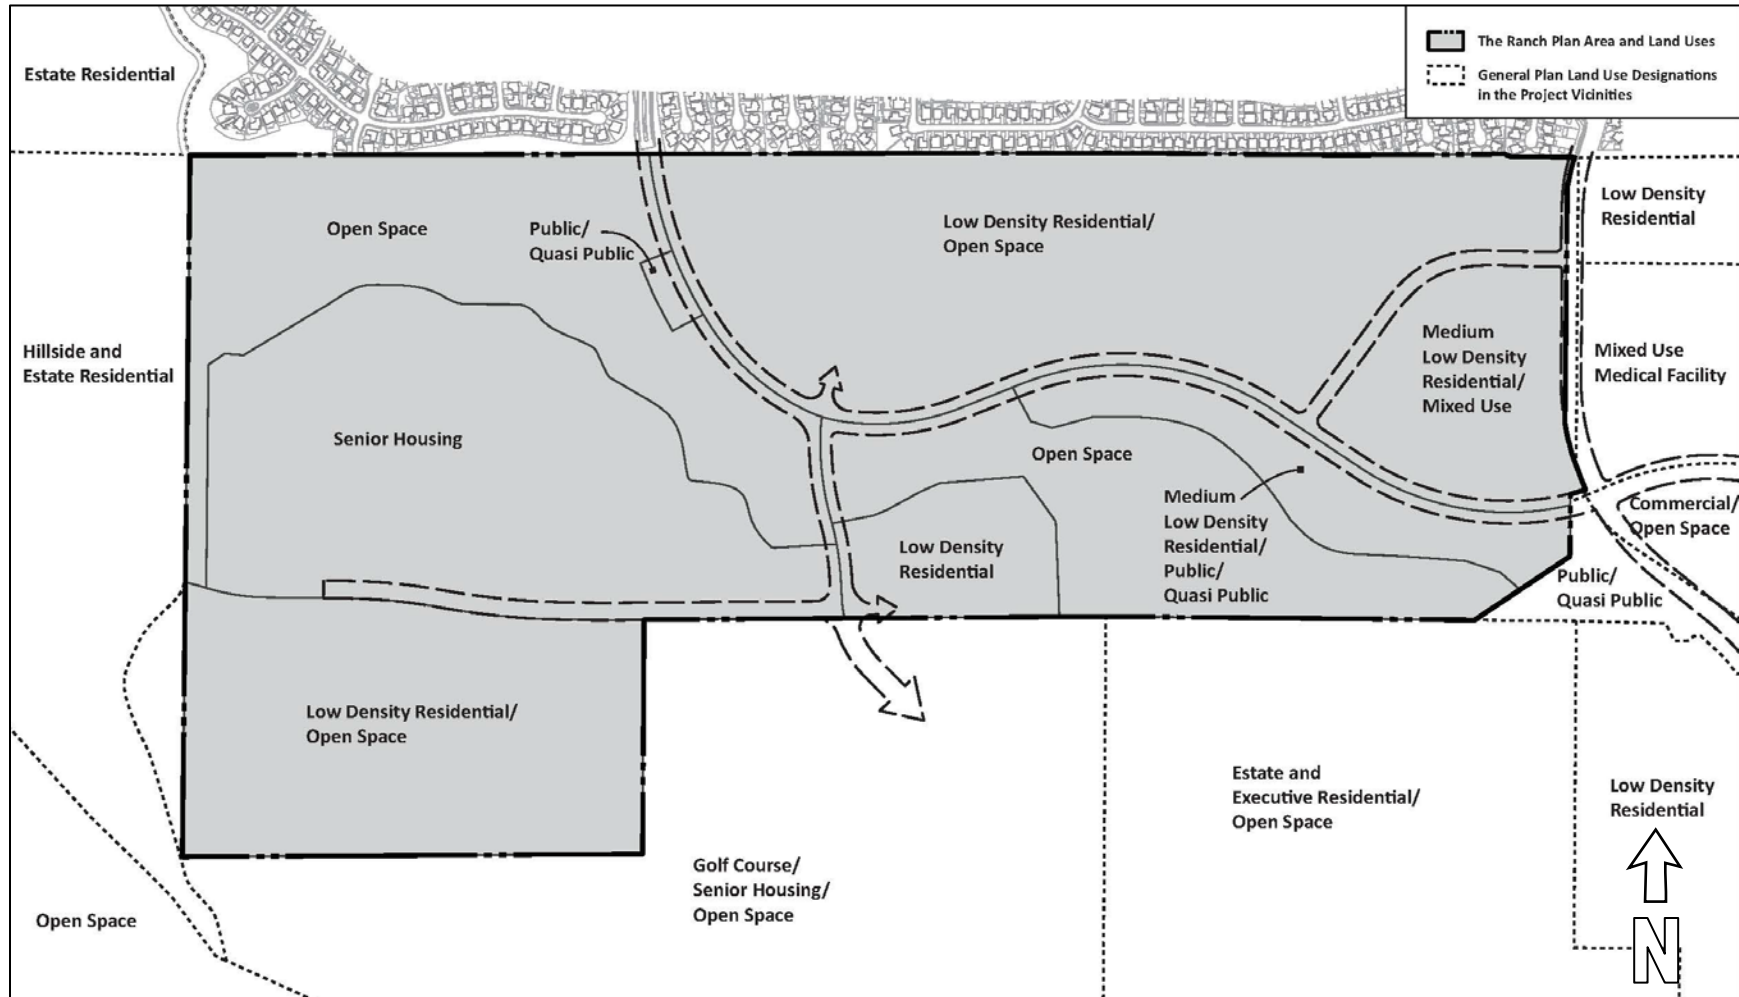 The Ranch Plan Area and Land Uses
General Plan Land Use Designations
in the Project Vicinities
Estate Residential
Low Density
Residential
Open Space
Public/
Quasi Public
Low Density Residential/
Open Space
Hillside and
Estate Residential
Medium
Low Density
Residential/
Mixed Use
Mixed Use
Medical Facility
Senior Housing
Open Space
Medium
Low Density
Residential/
Public/
Quasi Public
Commercial/
Open Space
Low Density
Residential
Public/
Quasi Public
Low Density Residential/
Open Space
Estate and
Executive Residential/
Open Space
Low Density
Residential
Golf Course/
Senior Housing/
Open Space
Open Space
N